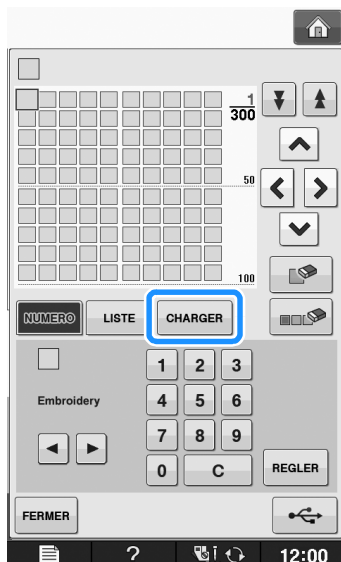 1
300
50
100
NUMERO LISTE CHARGER
1 2 3
Embroidery 4 5 6
7 8 9
0 C REGLER
FERMER
? 12:00